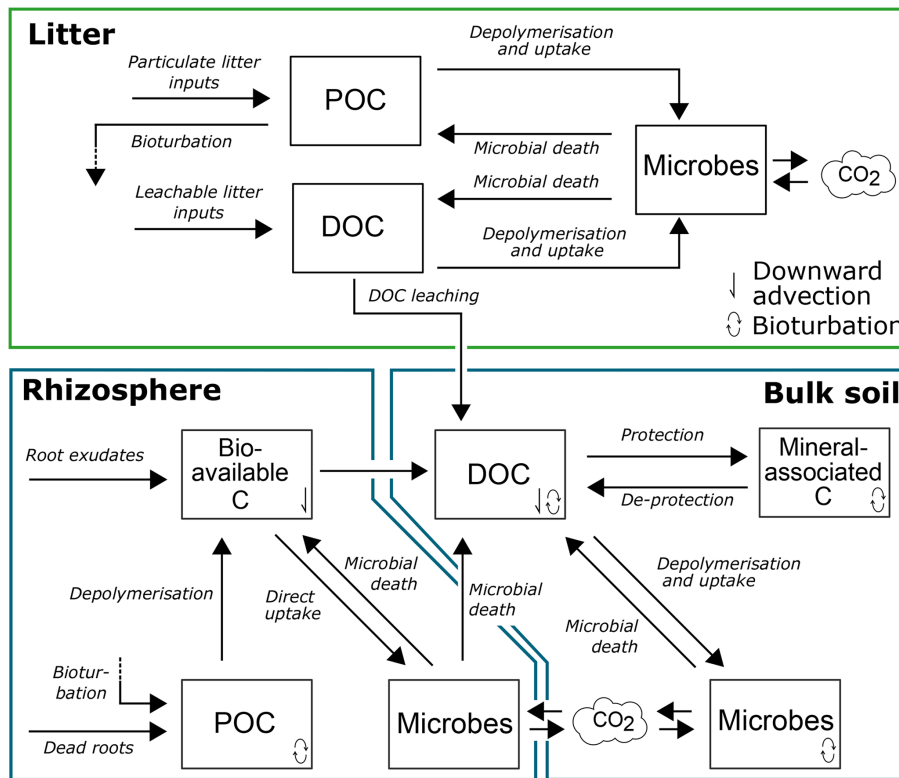 Litter
Depolymerisation
and uptake
Particulate litter
inputs
POC
Bioturbation
Microbial death
Microbes
CO2
Microbial death
Leachable litter
inputs
DOC
Depolymerisation
and uptake
DOC leaching
Downward
advection
Bioturbation
Rhizosphere
Bulk soil
Root exudates
Bio-
available
C
DOC
Protection
De-protection
Mineral-
associated
C
Depolymerisation
Direct
uptake
Microbial
death
Microbial
death
Depolymerisation
and uptake
Microbial
death
Biotur-
bation
Dead roots
POC
Microbes
CO2
Microbes